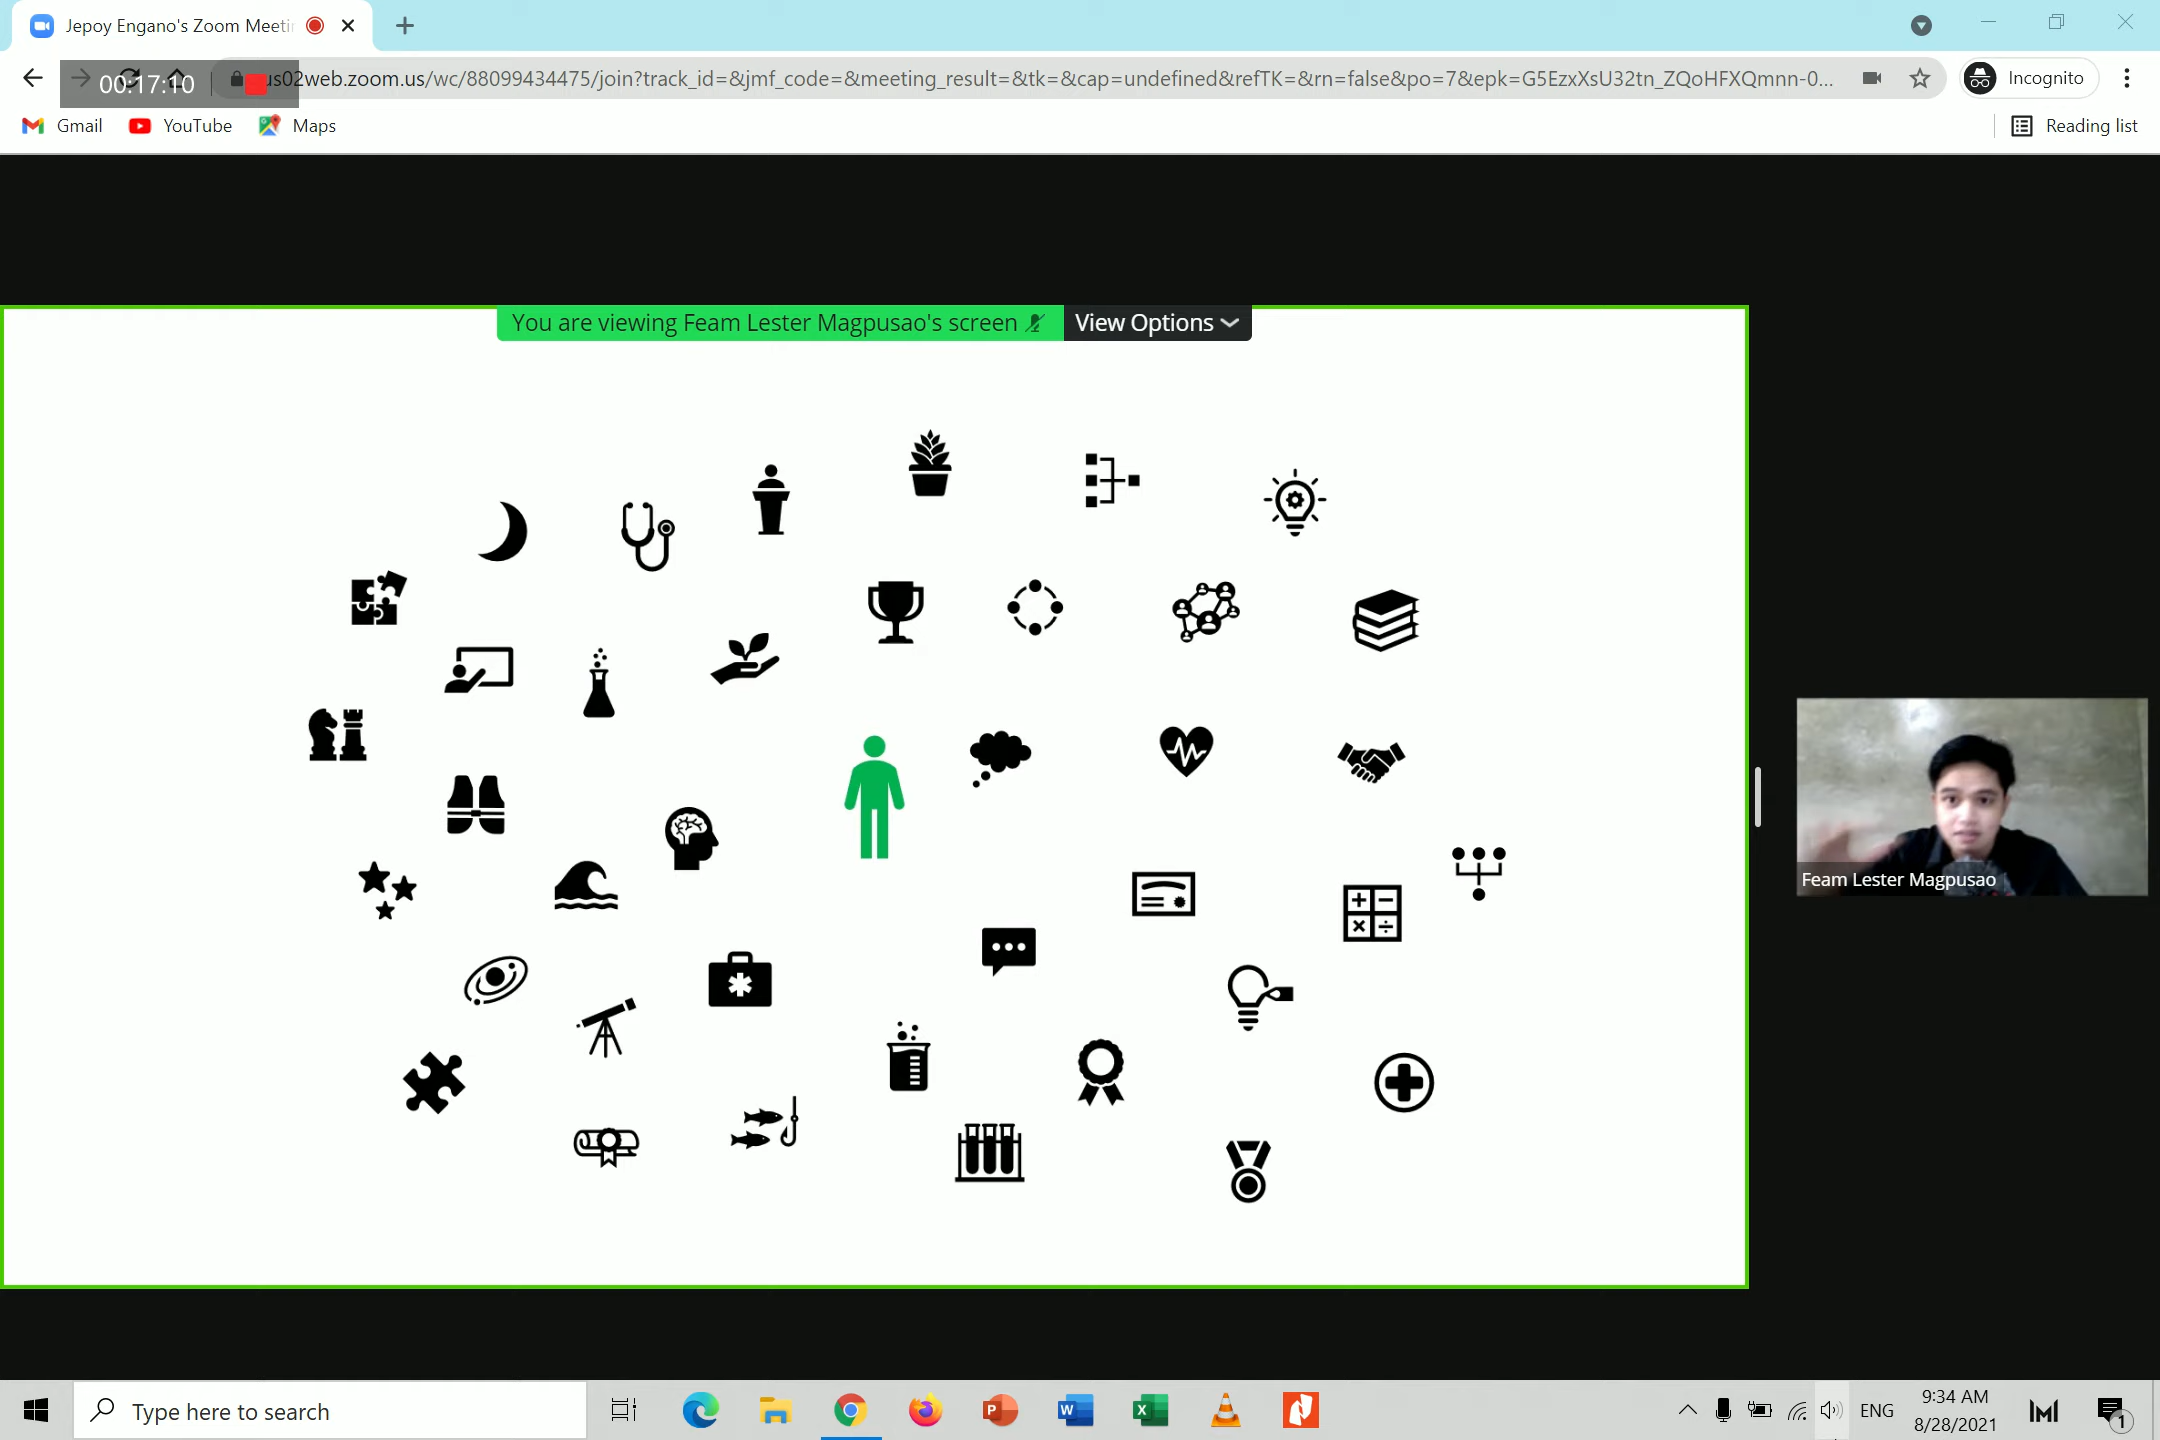 Jepoy Engano's Zoom Meeti
00:17:10
us02web.zoom.us/wc/88099434475/join?track_id=&jmf_code=&meeting_result=&tk=&cap=undefined&refTK=&rn=false&po=7&epk=G5EzxXsU32tn_ZQoHFXQmnn-0...
Incognito
Gmail
YouTube
Maps
Reading list
You are viewing Feam Lester Magpusao's screen
View Options
Feam Lester Magpusao
Type here to search
ENG
9:34 AM
8/28/2021
1